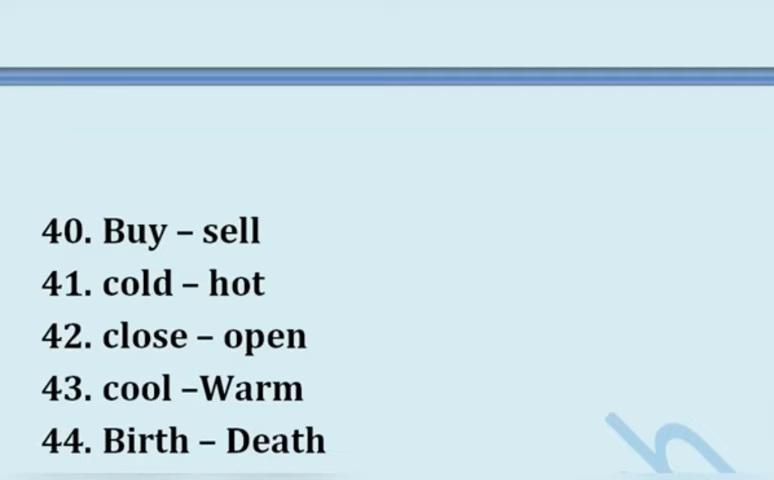 40. Buy – sell
41. cold – hot
42. close – open
43. cool –Warm
44. Birth – Death